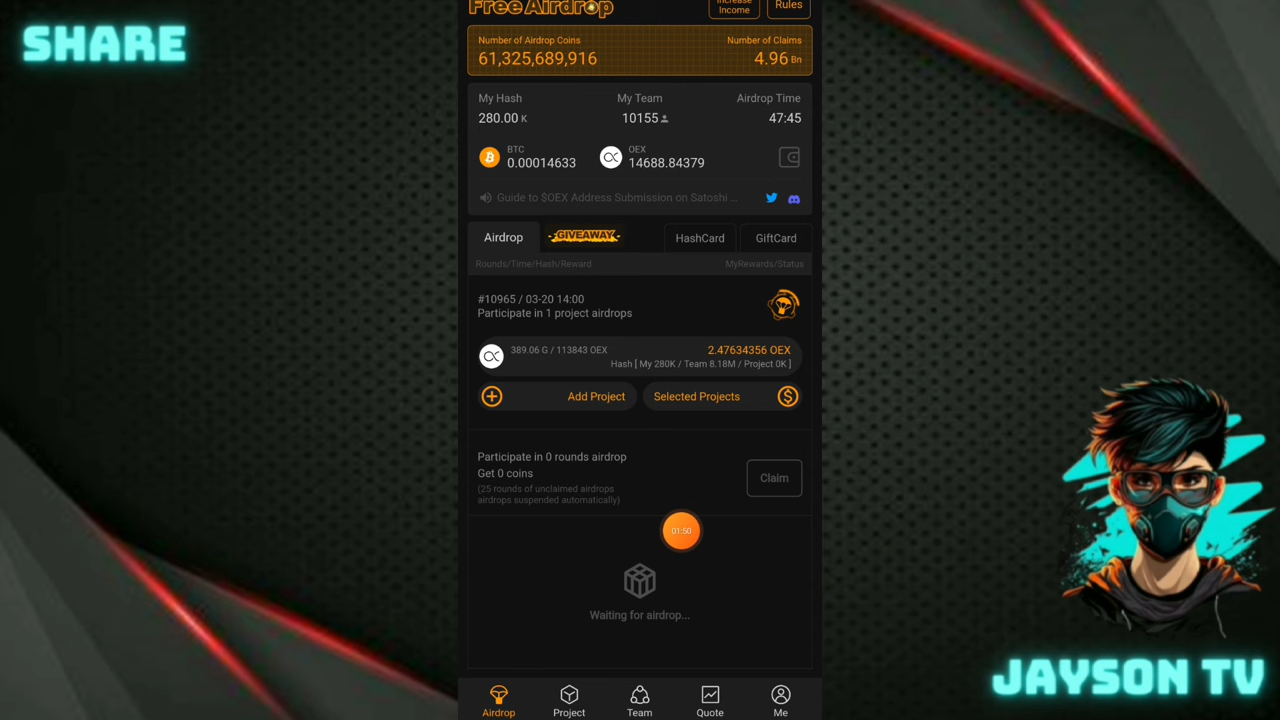 SHARE
Free Airdrop
Increase
Income
Rules
Number of Airdrop Coins
Number of Claims
61,325,689,916
4.96 Bn
My Hash
My Team
Airdrop Time
280.00 K
10155
47:45
BTC
0.00014633
OEX
14688.84379
Guide to $OEX Address Submission on Satoshi ...
Airdrop
GIVEAWAY
HashCard
GiftCard
Rounds/Time/Hash/Reward
MyRewards/Status
#10965 / 03-20 14:00
Participate in 1 project airdrops
389.06 G / 113843 OEX
2.47634356 OEX
Hash [ My 280K / Team 8.18M / Project 0K ]
Add Project
Selected Projects
Participate in 0 rounds airdrop
Get 0 coins
(25 rounds of unclaimed airdrops
airdrops suspended automatically)
Claim
01:50
Waiting for airdrop...
Airdrop
Project
Team
Quote
Me
JAYSON TV